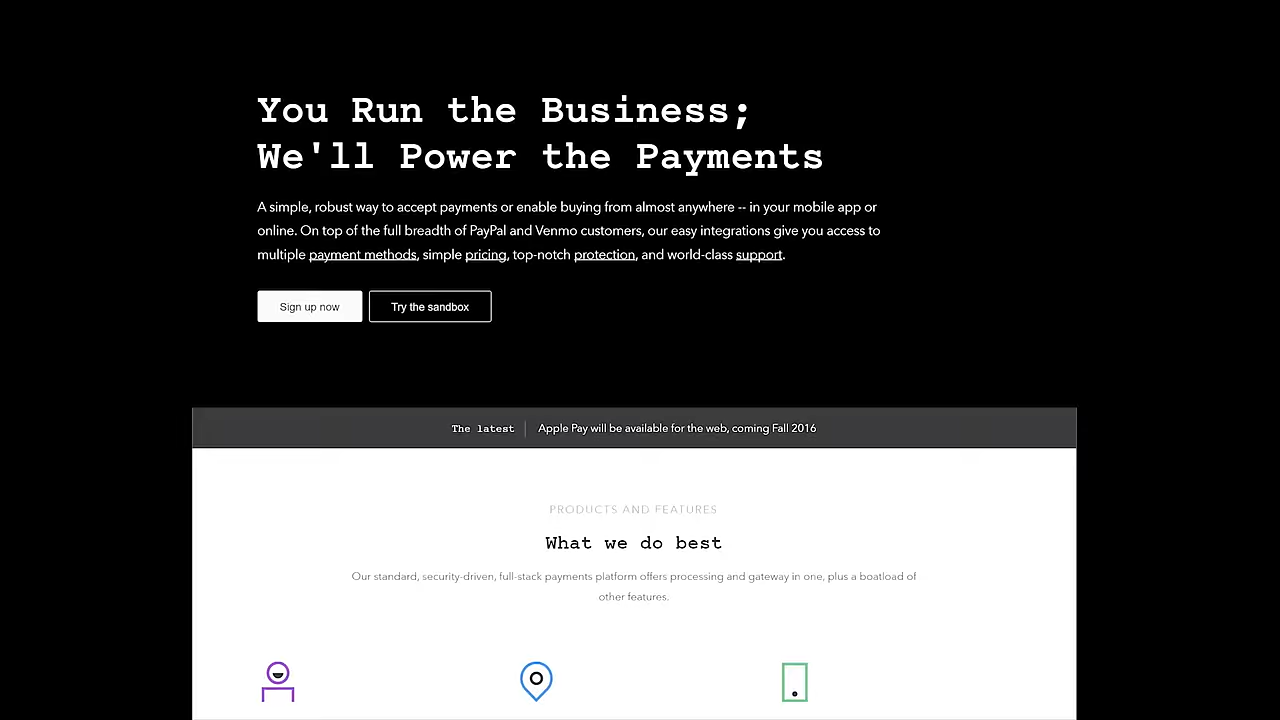 You Run the Business;
We'll Power the Payments
A simple, robust way to accept payments or enable buying from almost anywhere -- in your mobile app or
online. On top of the full breadth of PayPal and Venmo customers, our easy integrations give you access to
multiple payment methods, simple pricing, top-notch protection, and world-class support.
Sign up now Try the sandbox
The latest Apple Pay will be available for the web, coming Fall 2016
PRODUCTS AND FEATURES
What we do best
Our standard, security-driven, full-stack payments platform offers processing and gateway in one, plus a boatload of
other features.